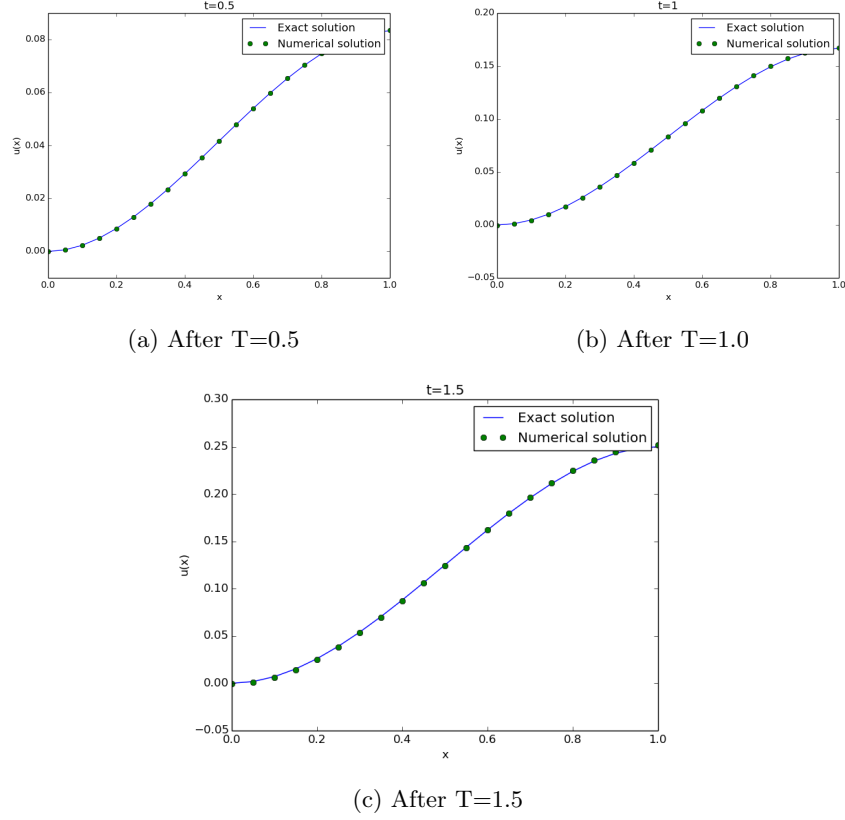 t=0.5
Exact solution
Numerical solution
0.08
0.06
0.04
0.02
0.00
u(x)
0.0 0.2 0.4 0.6 0.8 1.0
x
(a) After T=0.5
t=1
Exact solution
Numerical solution
0.20
0.15
0.10
0.05
0.00
−0.05
u(x)
0.0 0.2 0.4 0.6 0.8 1.0
x
(b) After T=1.0
t=1.5
Exact solution
Numerical solution
0.30
0.25
0.20
0.15
0.10
0.05
0.00
−0.05
u(x)
0.0 0.2 0.4 0.6 0.8 1.0
x
(c) After T=1.5